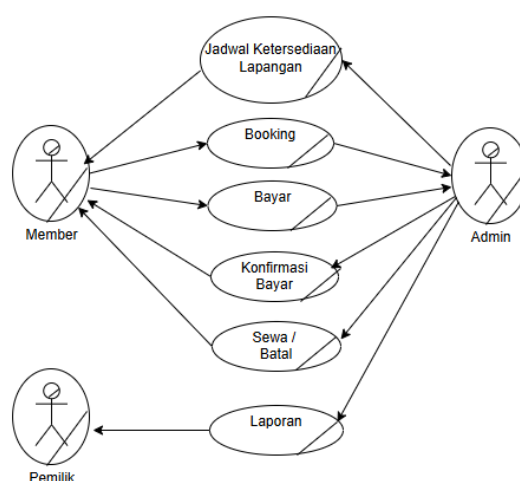 Jadwal Ketersediaan
Lapangan
Booking
Bayar
Member
Admin
Konfirmasi
Bayar
Sewa /
Batal
Laporan
Pemilik